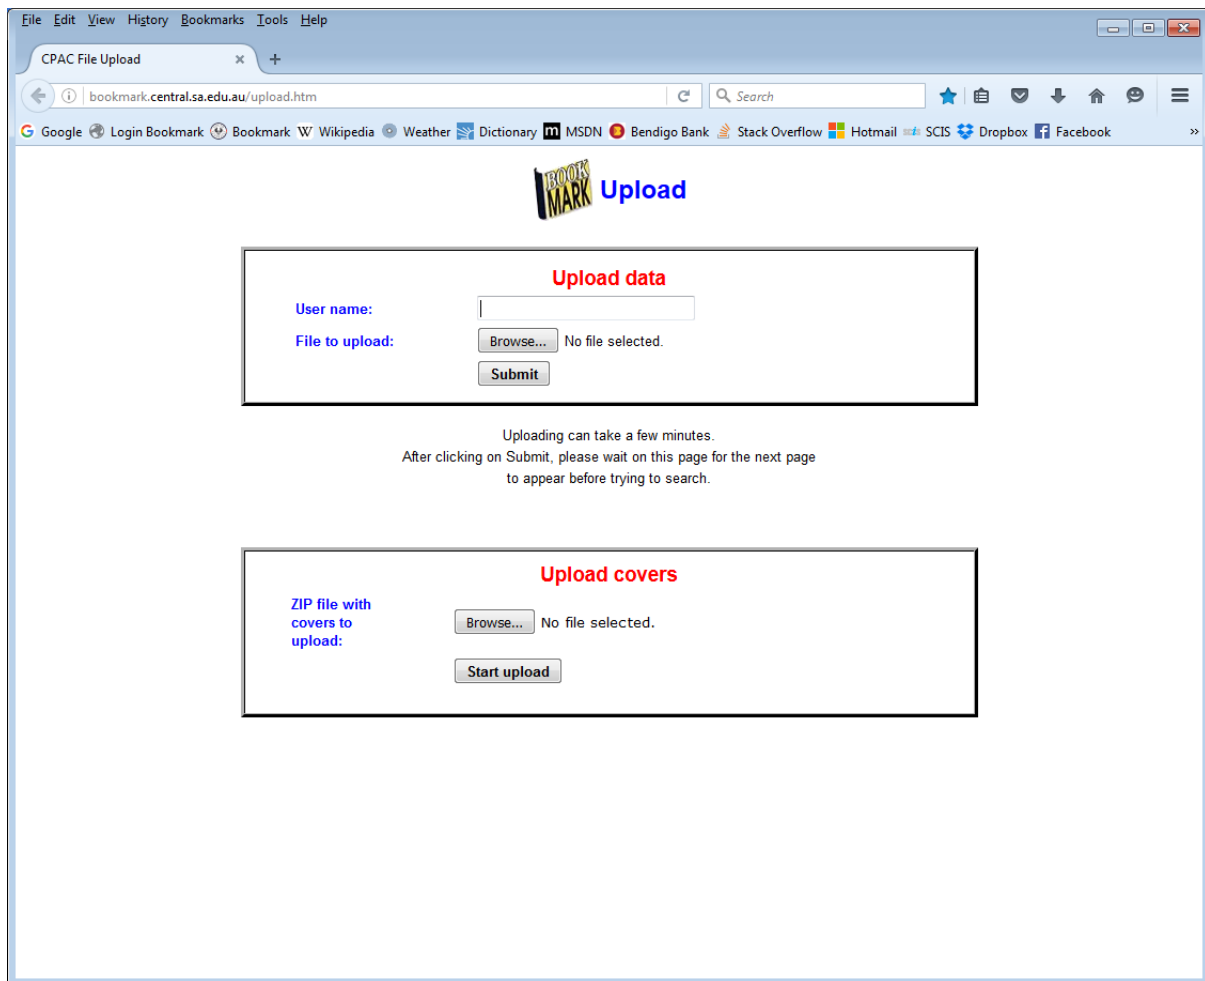 File Edit View History Bookmarks Tools Help
CPAC File Upload
bookmark.central.sa.edu.au/upload.htm
Search
Google Login Bookmark Bookmark W Wikipedia Weather Dictionary m MSDN Bendigo Bank Stack Overflow Hotmail scis SCIS Dropbox Facebook »
BOOK
MARK
Upload
Upload data
User name:
File to upload: Browse... No file selected.
Submit
Uploading can take a few minutes.
After clicking on Submit, please wait on this page for the next page
to appear before trying to search.
Upload covers
ZIP file with
covers to
upload:
Browse... No file selected.
Start upload